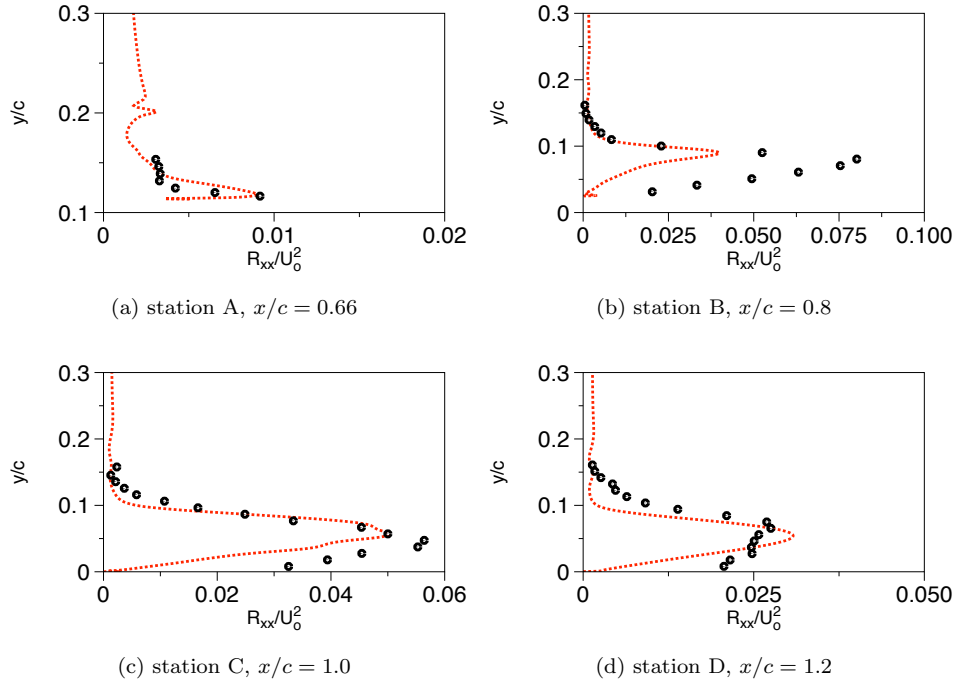 0.3
y/c
0.2
0.1
0
0.01
0.02
R_xx/U_o^2
(a) station A, x/c = 0.66
0.3
0.2
y/c
0.1
0
0
0.025
0.050
0.075
0.100
R_xx/U_o^2
(b) station B, x/c = 0.8
0.3
y/c
0.2
0.1
0
0
0.02
0.04
0.06
R_xx/U_o^2
(c) station C, x/c = 1.0
0.3
y/c
0.2
0.1
0
0
0.025
0.050
R_xx/U_o^2
(d) station D, x/c = 1.2